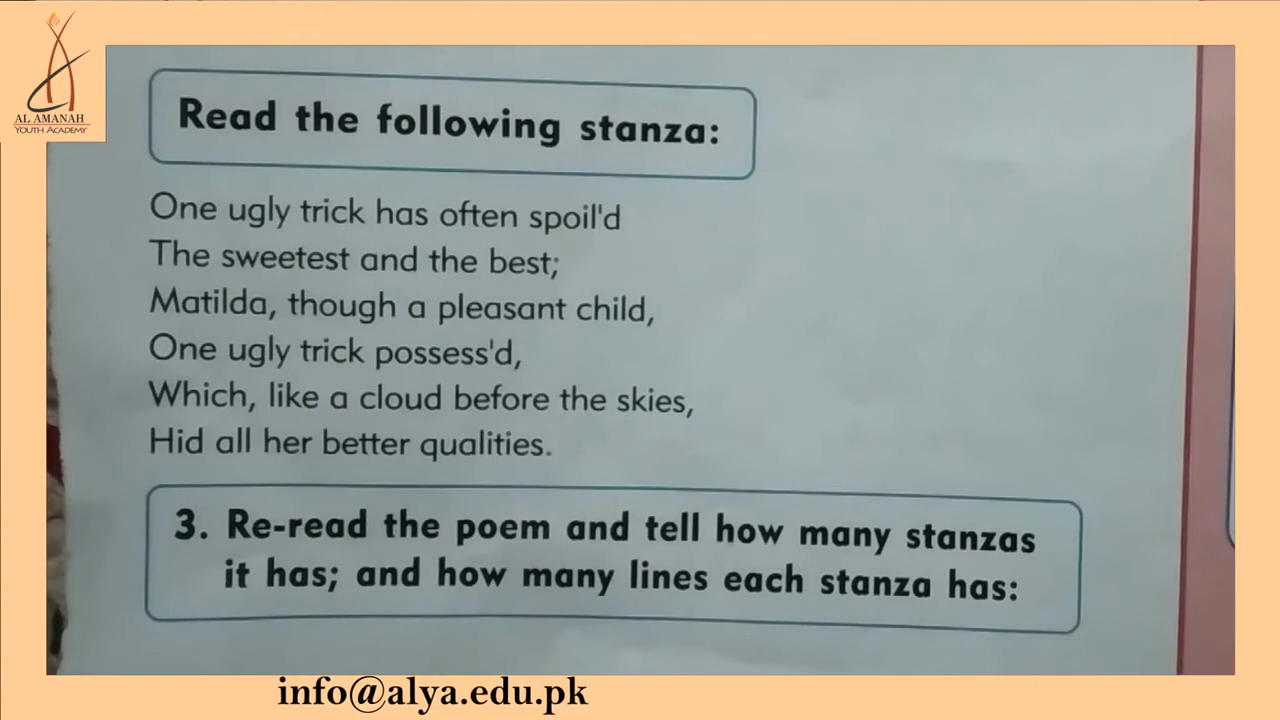 AL AMANAH
YOUTH ACADEMY
Read the following stanza:
One ugly trick has often spoil'd
The sweetest and the best;
Matilda, though a pleasant child,
One ugly trick possess'd,
Which, like a cloud before the skies,
Hid all her better qualities.
3. Re-read the poem and tell how many stanzas
it has; and how many lines each stanza has:
info@alya.edu.pk